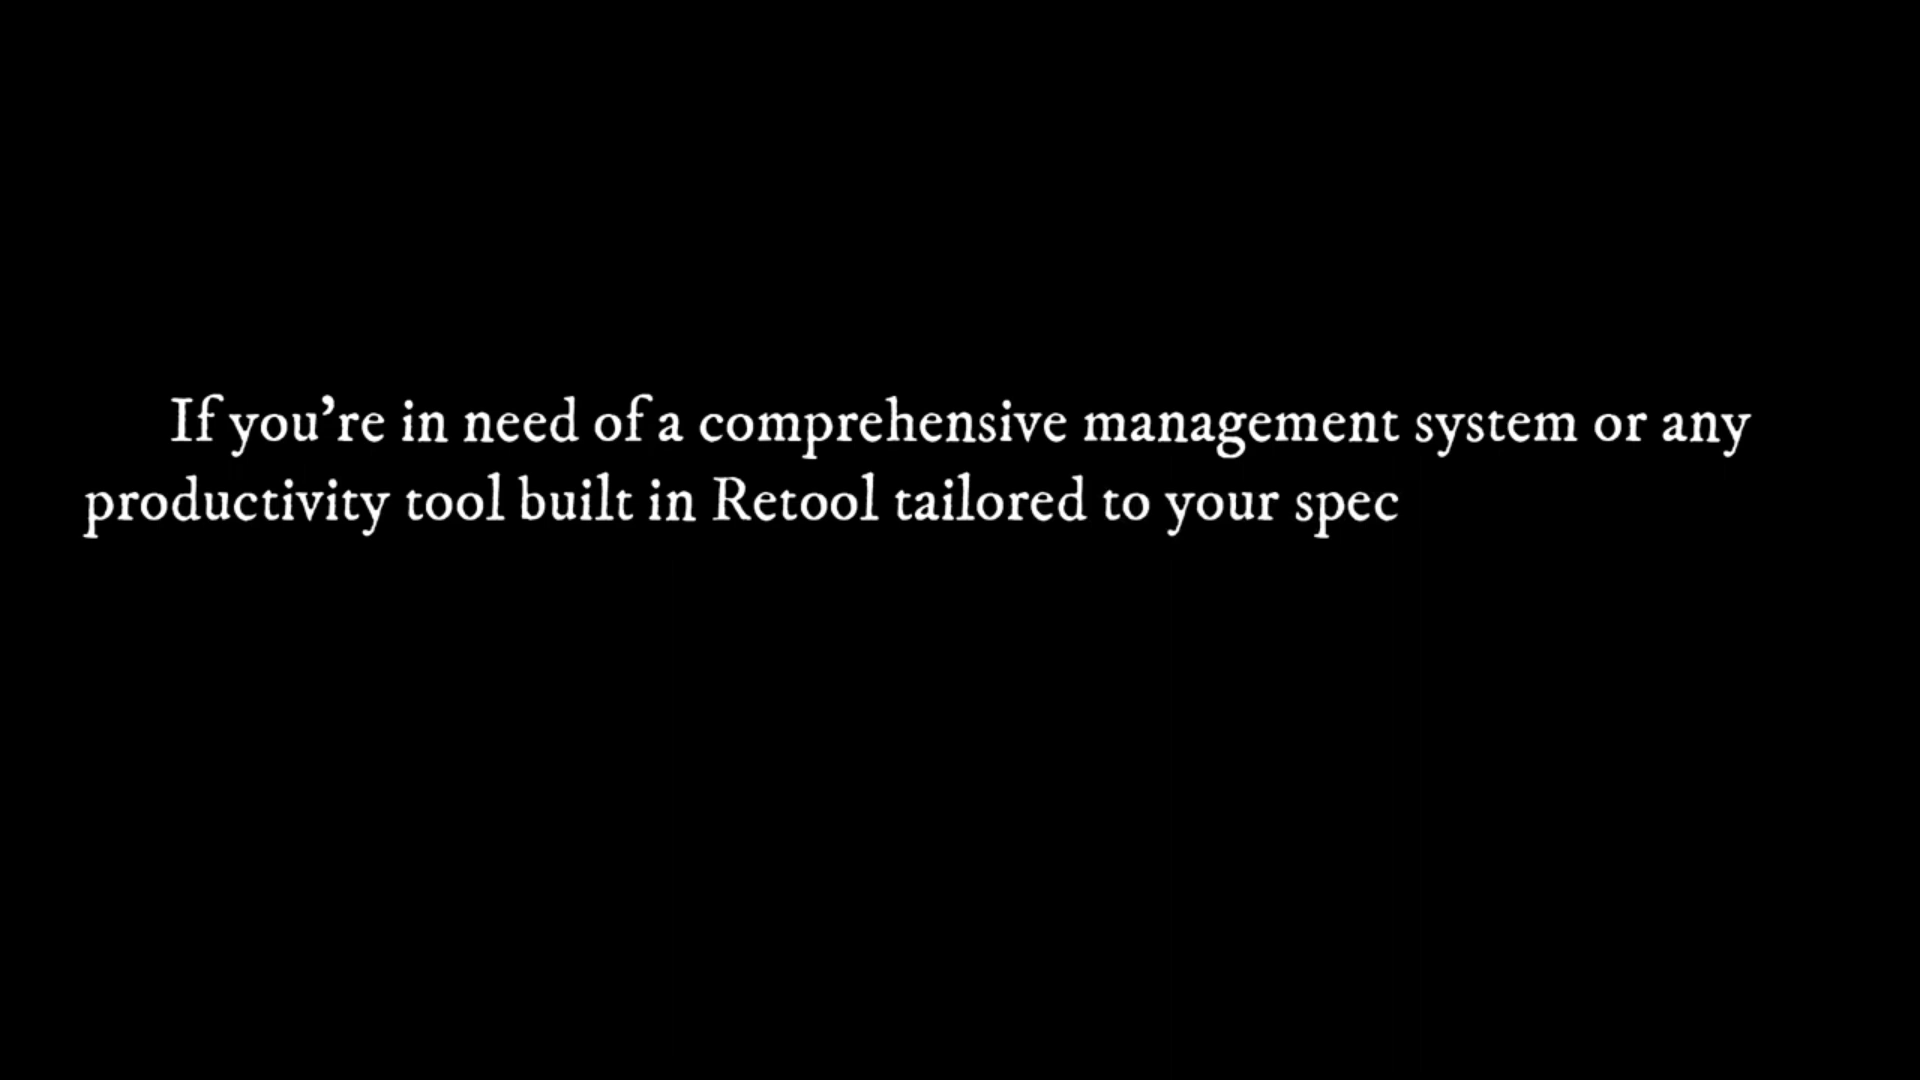 If you’re in need of a comprehensive management system or any
productivity tool built in Retool tailored to your spec